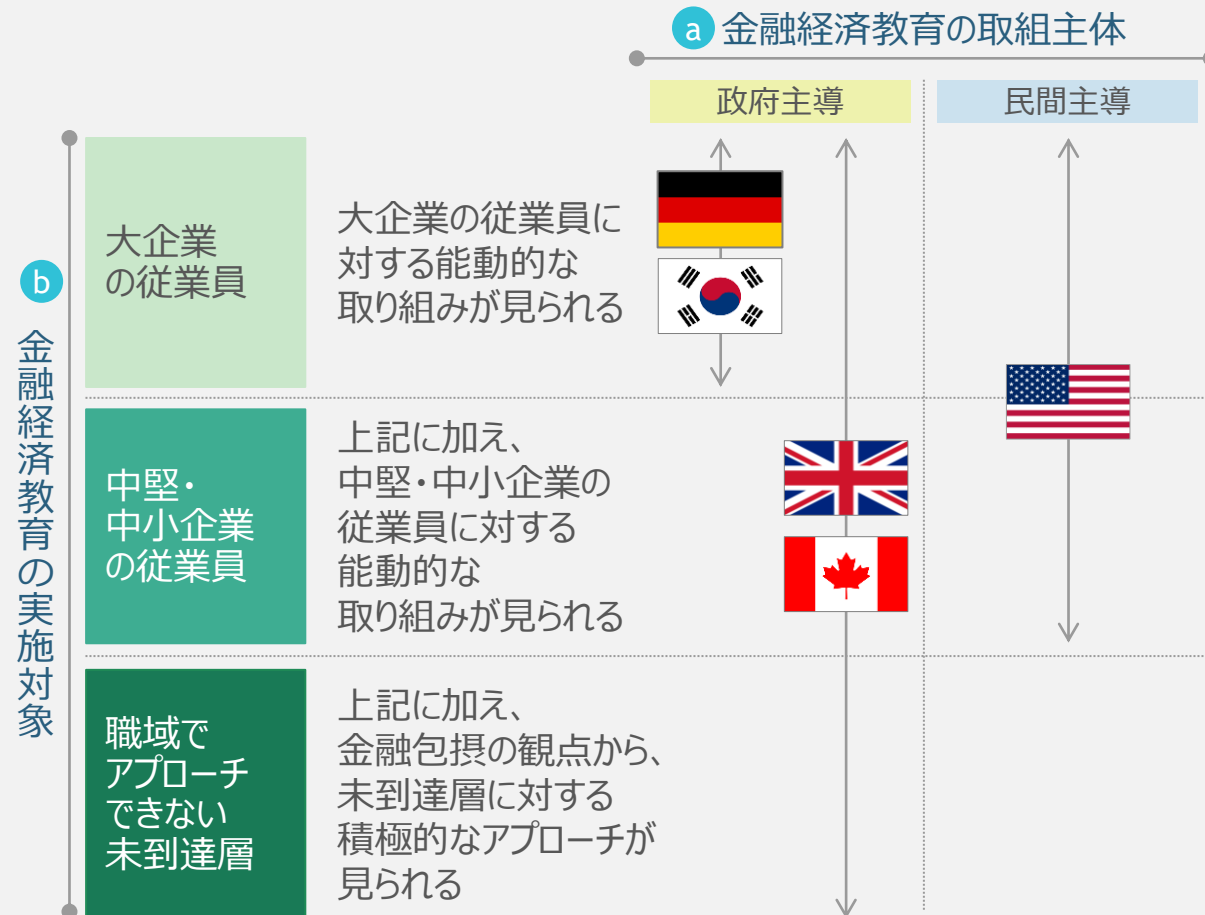 a 金融経済教育の取組主体
政府主導
民間主導
b 金融経済教育の実施対象
大企業
の従業員
大企業の従業員に
対する能動的な
取り組みが見られる
中堅・
中小企業
の従業員
上記に加え、
中堅・中小企業の
従業員に対する
能動的な
取り組みが見られる
職域で
アプローチ
できない
未到達層
上記に加え、
金融包摂の観点から、
未到達層に対する
積極的なアプローチが
見られる